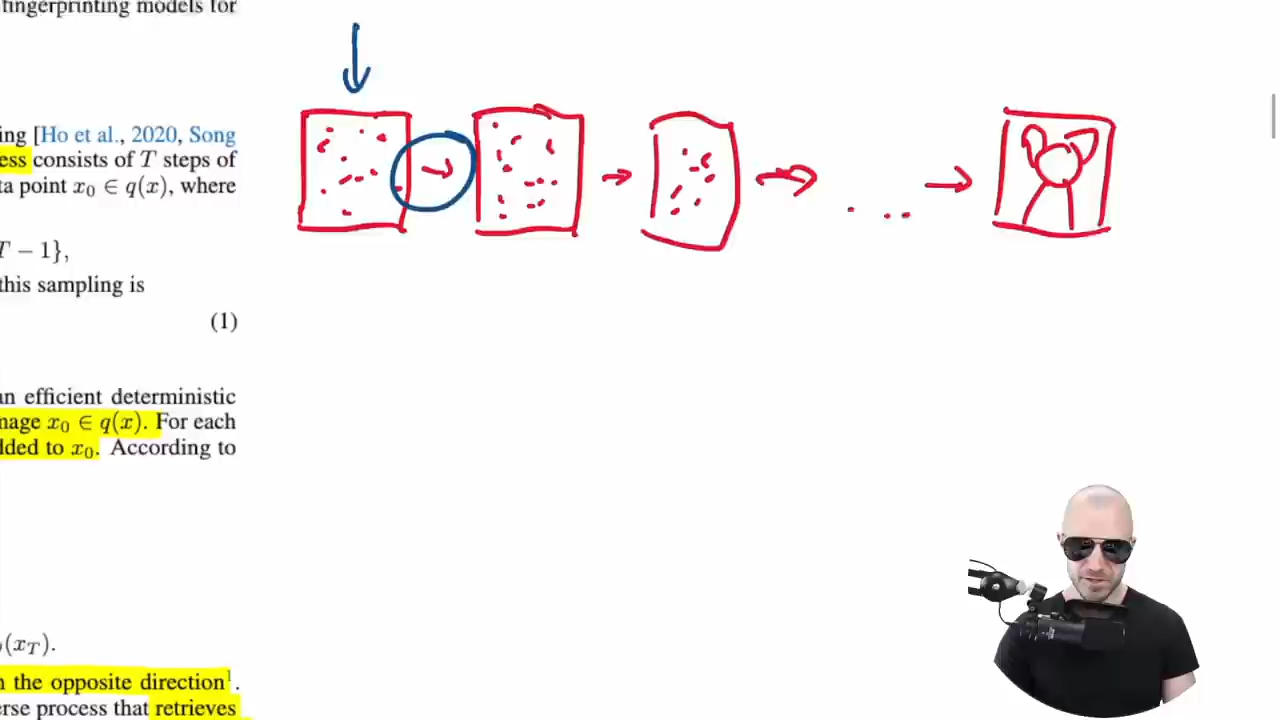 fingerprinting models for
ing [Ho et al., 2020, Song
ess consists of T steps of
ta point x₀ ∈ q(x), where
T − 1},
this sampling is
(1)
an efficient deterministic
mage x₀ ∈ q(x). For each
dded to x₀. According to
(x_T).
n the opposite direction¹.
erse process that retrieves